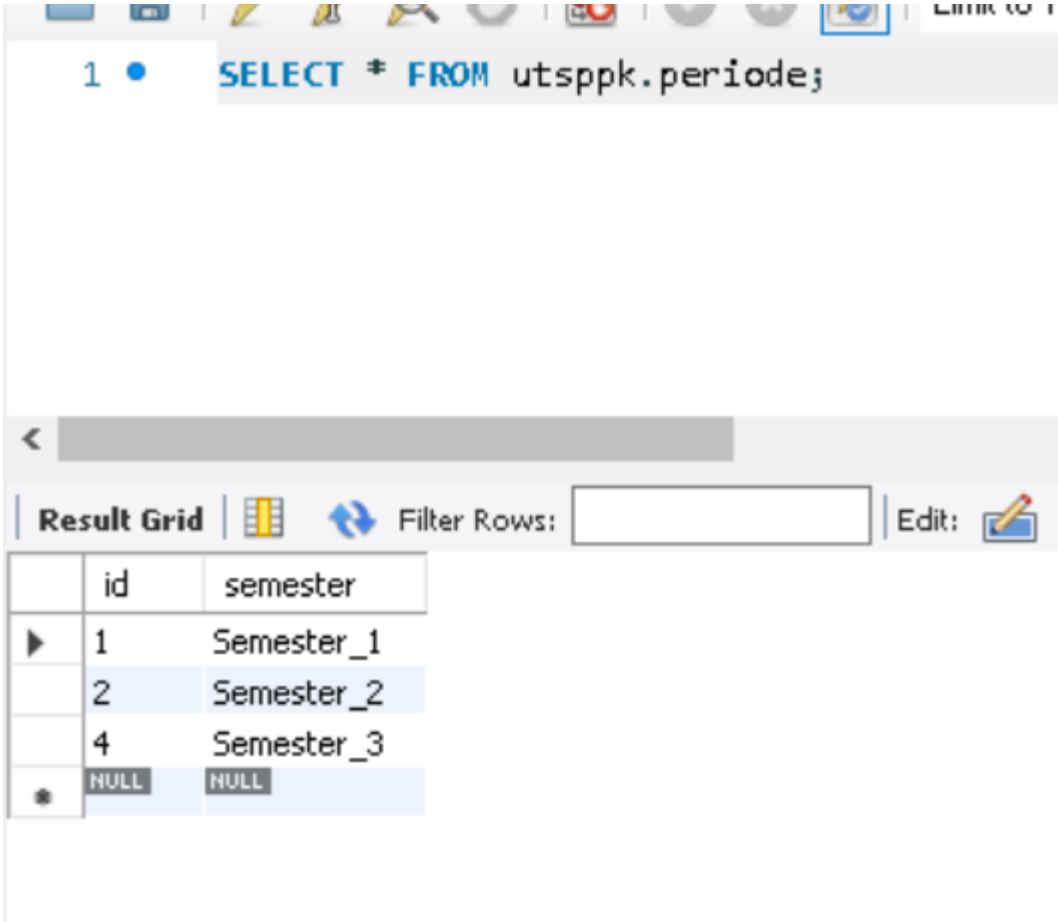 1 SELECT * FROM utsppk.periode;
Result Grid Filter Rows: Edit:
id semester
1 Semester_1
2 Semester_2
4 Semester_3
NULL NULL